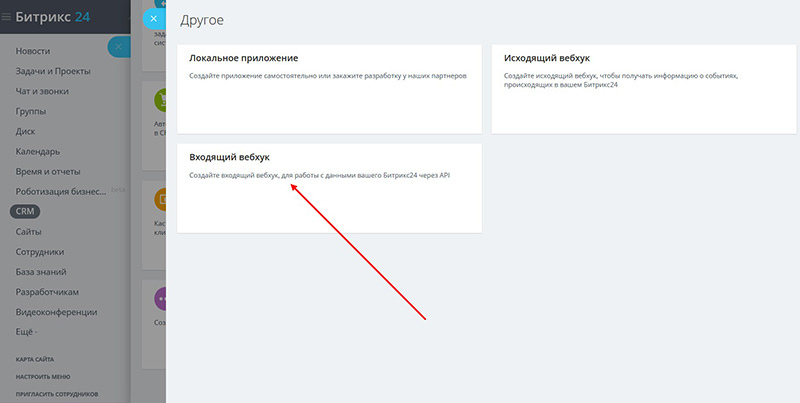 Битрикс 24
Новости
Задачи и Проекты
Чат и звонки
Группы
Диск
Календарь
Время и отчеты
Роботизация бизнес... beta
CRM
Сайты
Сотрудники
База знаний
Разработчикам
Видеоконференции
Ещё -
КАРТА САЙТА
НАСТРОИТЬ МЕНЮ
ПРИГЛАСИТЬ СОТРУДНИКОВ
зада
сис
Авто
в CR
Кас
кли
Соз
Другое
Локальное приложение
Создайте приложение самостоятельно или закажите разработку у наших партнеров
Исходящий вебхук
Создайте исходящий вебхук, чтобы получать информацию о событиях,
происходящих в вашем Битрикс24
Входящий вебхук
Создайте входящий вебхук, для работы с данными вашего Битрикс24 через API